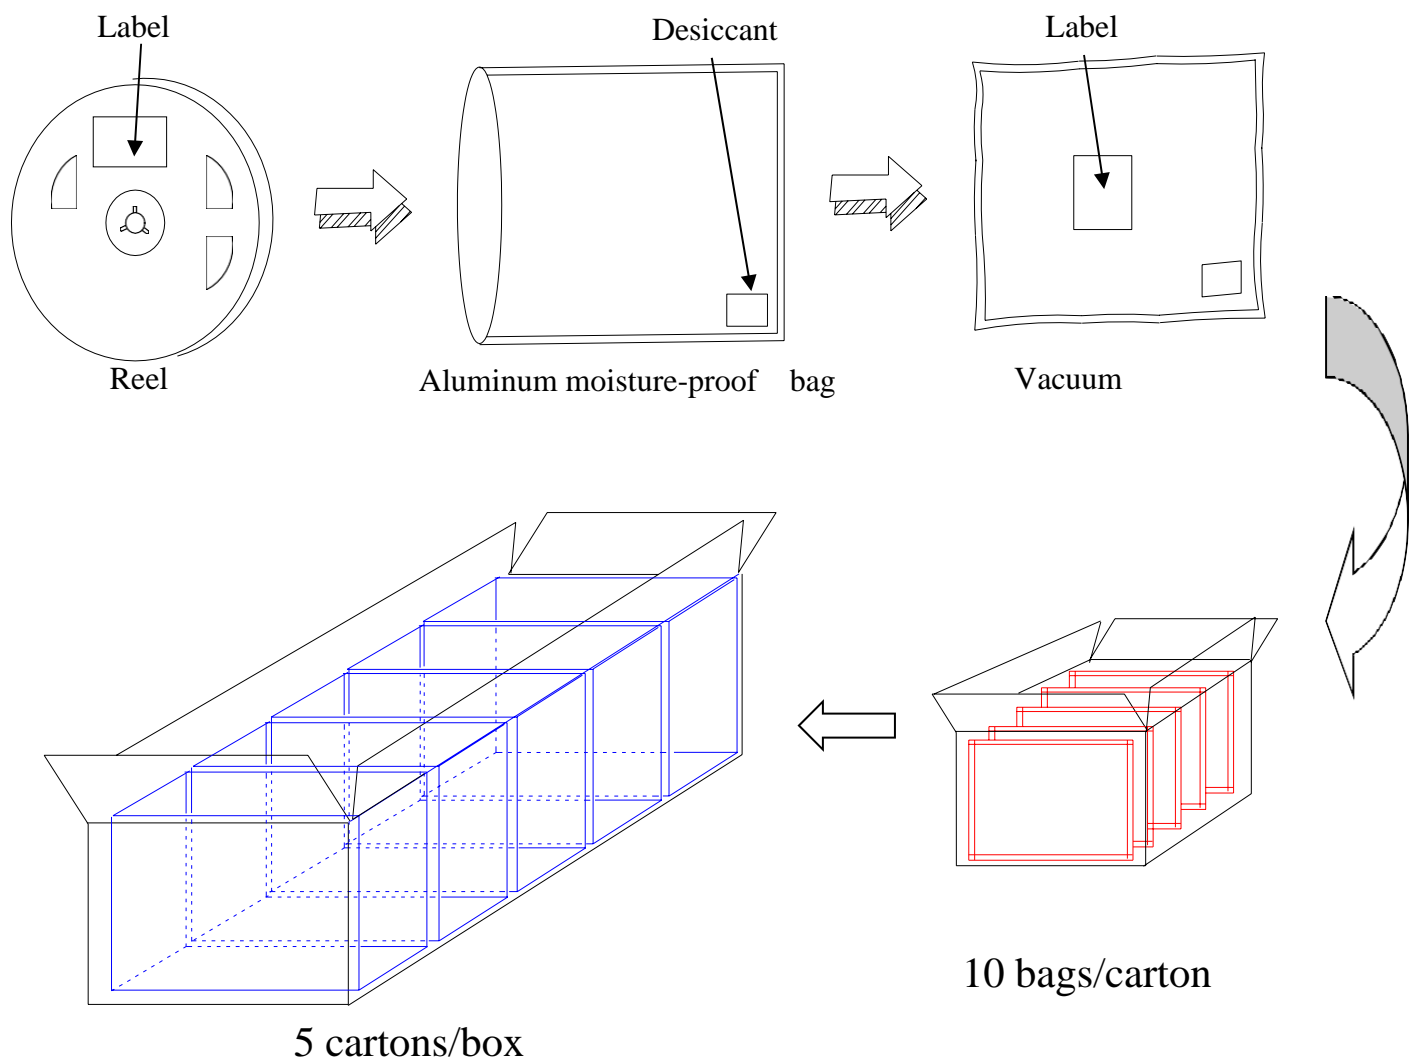 Label
Desiccant
Label
Reel
Aluminum moisture-proof bag
Vacuum
10 bags/carton
5 cartons/box